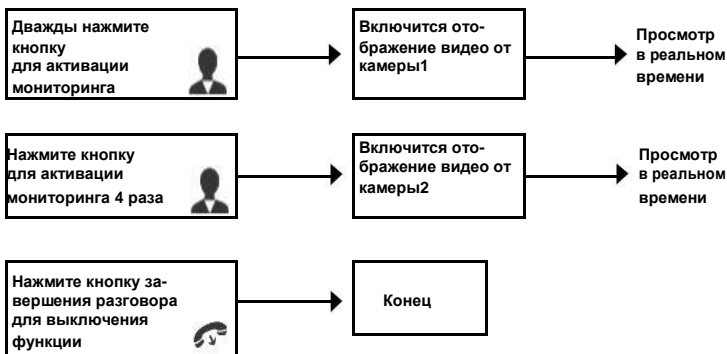 Дважды нажмите
кнопку
для активации
мониторинга
Включится ото-
бражение видео от
камеры1
Просмотр
в реальном
времени
Нажмите кнопку
для активации
мониторинга 4 раза
Включится ото-
бражение видео от
камеры2
Просмотр
в реальном
времени
Нажмите кнопку за-
вершения разговора
для выключения
функции
Конец